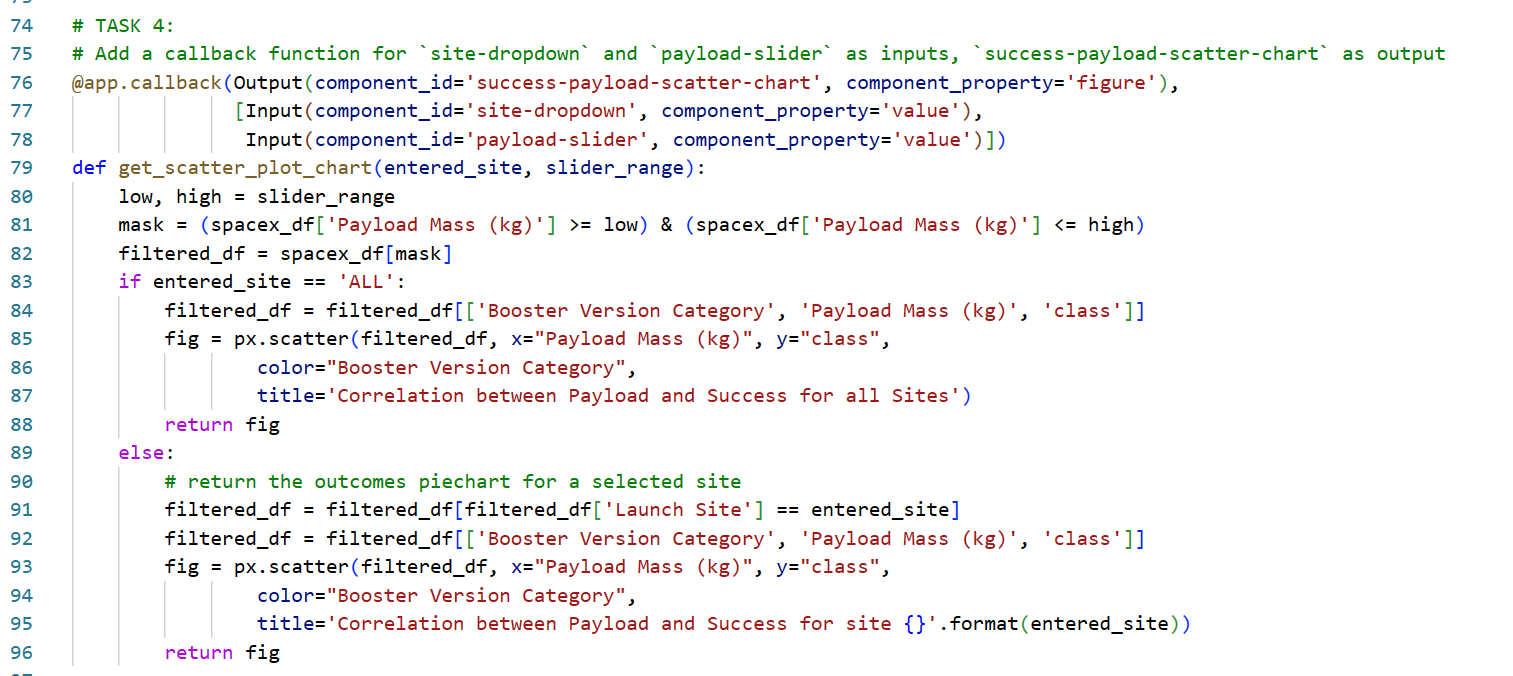 74 # TASK 4:
75 # Add a callback function for `site-dropdown` and `payload-slider` as inputs, `success-payload-scatter-chart` as output
76 @app.callback(Output(component_id='success-payload-scatter-chart', component_property='figure'),
77 [Input(component_id='site-dropdown', component_property='value'),
78 Input(component_id='payload-slider', component_property='value')])
79 def get_scatter_plot_chart(entered_site, slider_range):
80 low, high = slider_range
81 mask = (spacex_df['Payload Mass (kg)'] >= low) & (spacex_df['Payload Mass (kg)'] <= high)
82 filtered_df = spacex_df[mask]
83 if entered_site == 'ALL':
84 filtered_df = filtered_df[['Booster Version Category', 'Payload Mass (kg)', 'class']]
85 fig = px.scatter(filtered_df, x="Payload Mass (kg)", y="class",
86 color="Booster Version Category",
87 title='Correlation between Payload and Success for all Sites')
88 return fig
89 else:
90 # return the outcomes piechart for a selected site
91 filtered_df = filtered_df[filtered_df['Launch Site'] == entered_site]
92 filtered_df = filtered_df[['Booster Version Category', 'Payload Mass (kg)', 'class']]
93 fig = px.scatter(filtered_df, x="Payload Mass (kg)", y="class",
94 color="Booster Version Category",
95 title='Correlation between Payload and Success for site {}'.format(entered_site))
96 return fig